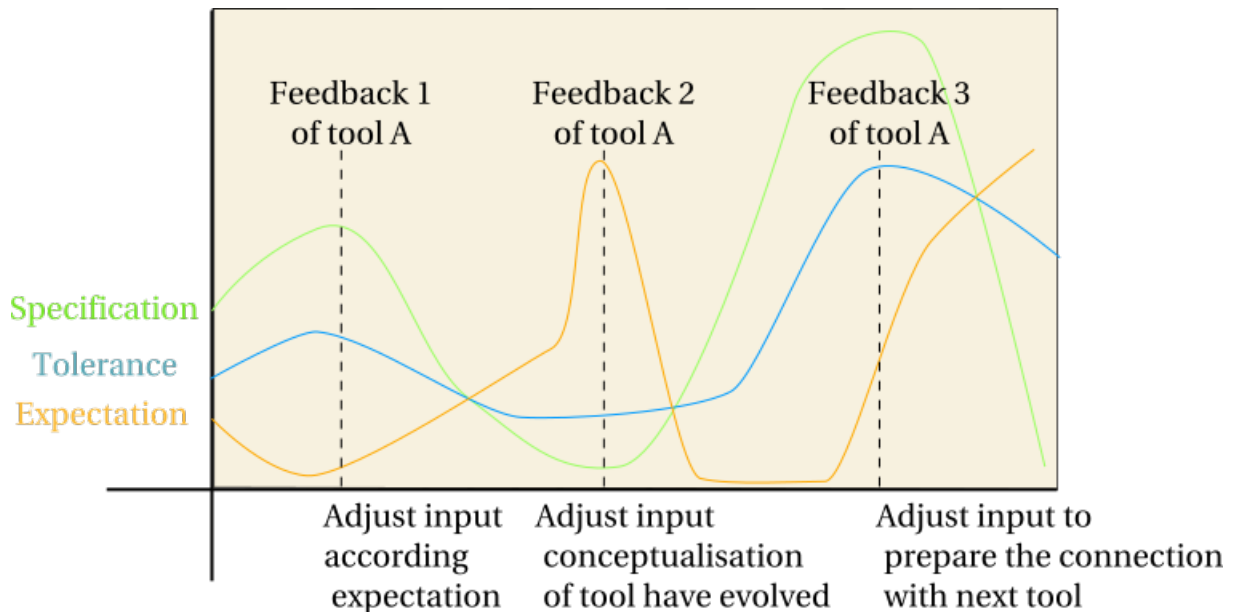 Feedback 1
of tool A
Feedback 2
of tool A
Feedback 3
of tool A
Specification
Tolerance
Expectation
Adjust input
according
expectation
Adjust input
conceptualisation
of tool have evolved
Adjust input to
prepare the connection
with next tool